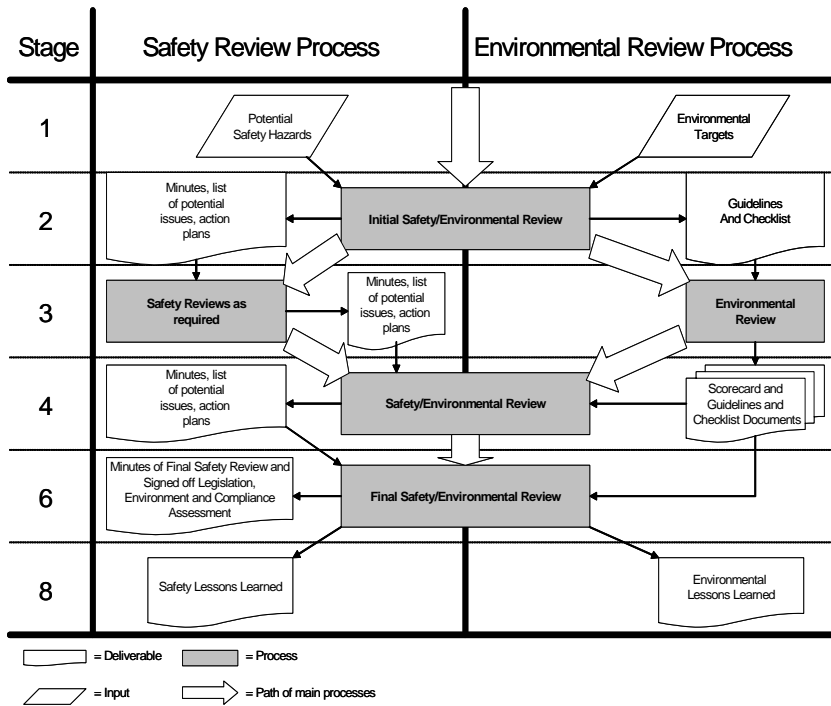 Stage
Safety Review Process
Environmental Review Process
1
Potential
Safety Hazards
Environmental
Targets
2
Minutes, list
of potential
issues, action
plans
Initial Safety/Environmental Review
Guidelines
And Checklist
3
Safety Reviews as
required
Minutes, list
of potential
issues, action
plans
Environmental
Review
4
Minutes, list
of potential
issues, action
plans
Safety/Environmental Review
Scorecard and
Guidelines and
Checklist Documents
6
Minutes of Final Safety Review and
Signed off Legislation,
Environment and Compliance
Assessment
Final Safety/Environmental Review
8
Safety Lessons Learned
Environmental
Lessons Learned
= Deliverable
= Process
= Input
= Path of main processes